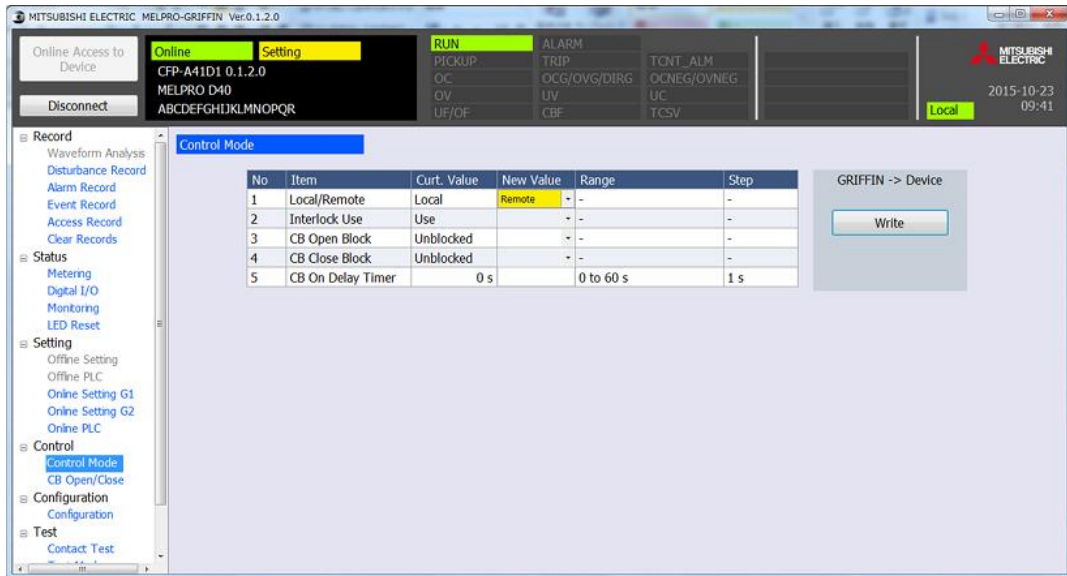 MITSUBISHI ELECTRIC MELPRO-GRIFFIN Ver.0.1.2.0
Online Access to
Device
Disconnect
Online Setting
CFP-A41D1 0.1.2.0
MELPRO D40
ABCDEFGHIJKLMNOPQR
RUN ALARM
PICKUP TRIP TCNT_ALM
OC OCG/OVG/DIRG OCNEG/OVNEG
OV UV UC
UF/OF CBF TCSV
MITSUBISHI
ELECTRIC
2015-10-23
Local 09:41
Record
Waveform Analysis
Disturbance Record
Alarm Record
Event Record
Access Record
Clear Records
Status
Metering
Digital I/O
Monitoring
LED Reset
Setting
Offline Setting
Offline PLC
Online Setting G1
Online Setting G2
Online PLC
Control
Control Mode
CB Open/Close
Configuration
Configuration
Test
Contact Test
Control Mode
No Item Curt. Value New Value Range Step
1 Local/Remote Local Remote - -
2 Interlock Use Use - -
3 CB Open Block Unblocked - -
4 CB Close Block Unblocked - -
5 CB On Delay Timer 0 s 0 to 60 s 1 s
GRIFFIN -> Device
Write